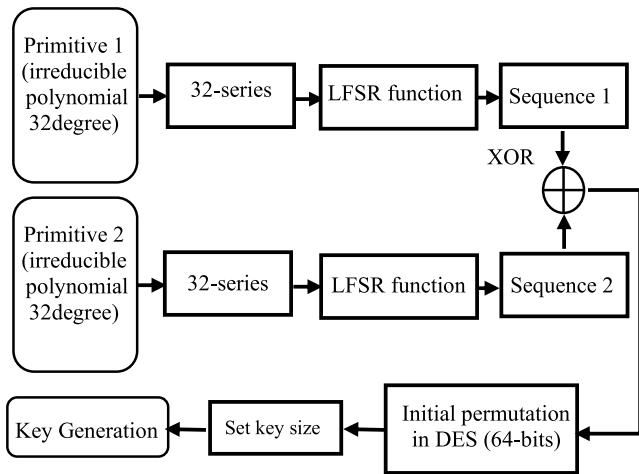 Primitive 1
(irreducible
polynomial
32degree)
32-series
LFSR function
Sequence 1
XOR
Primitive 2
(irreducible
polynomial
32degree)
32-series
LFSR function
Sequence 2
Key Generation
Set key size
Initial permutation
in DES (64-bits)